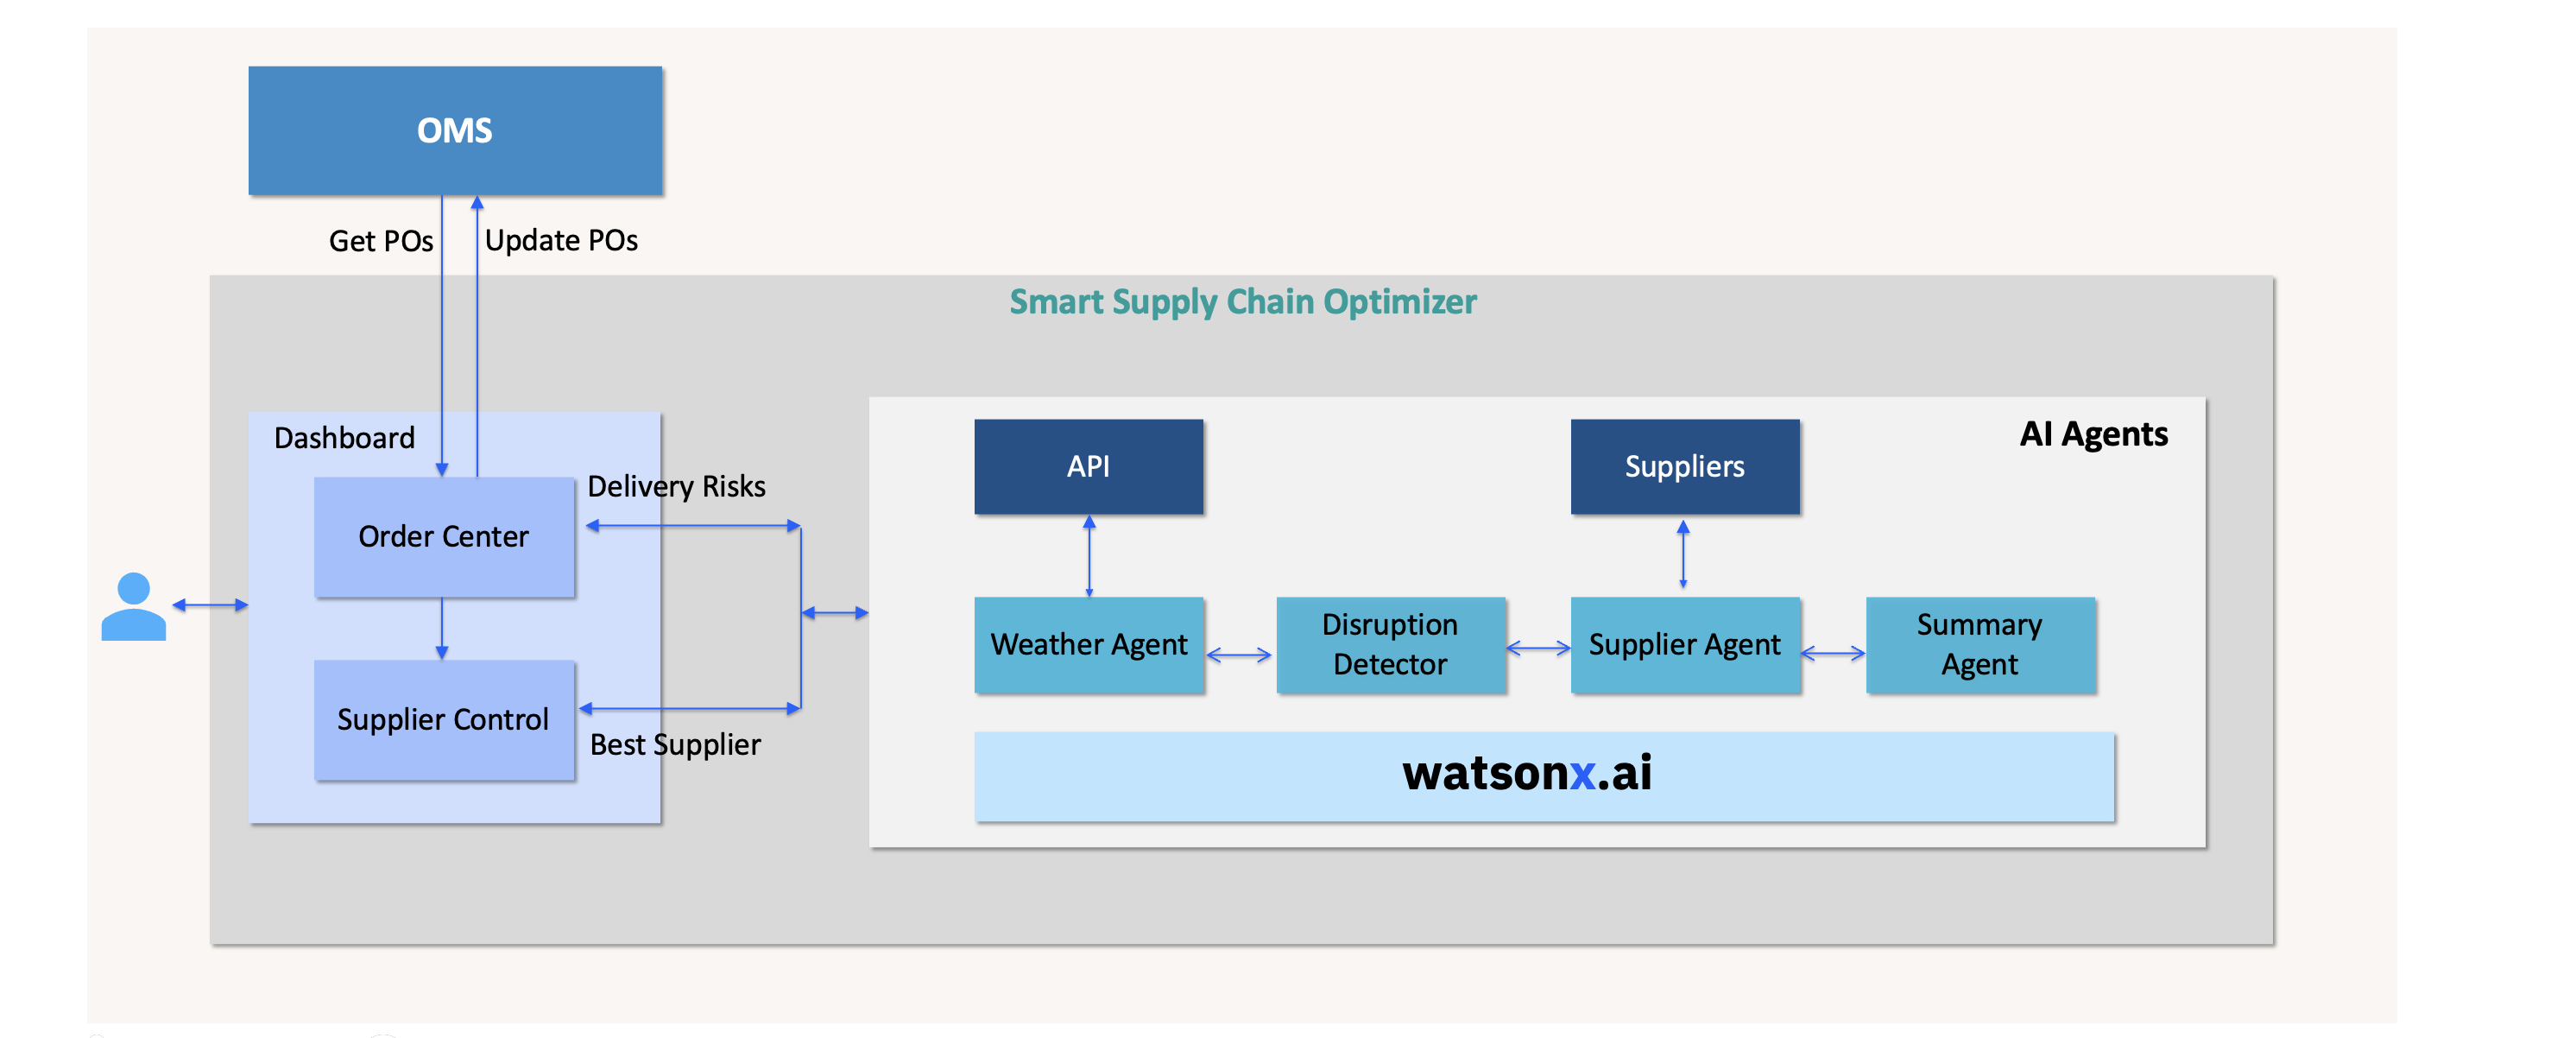 OMS
Get POs
Update POs
Smart Supply Chain Optimizer
Dashboard
Order Center
Delivery Risks
Supplier Control
Best Supplier
AI Agents
API
Suppliers
Weather Agent
Disruption
Detector
Supplier Agent
Summary
Agent
watsonx.ai